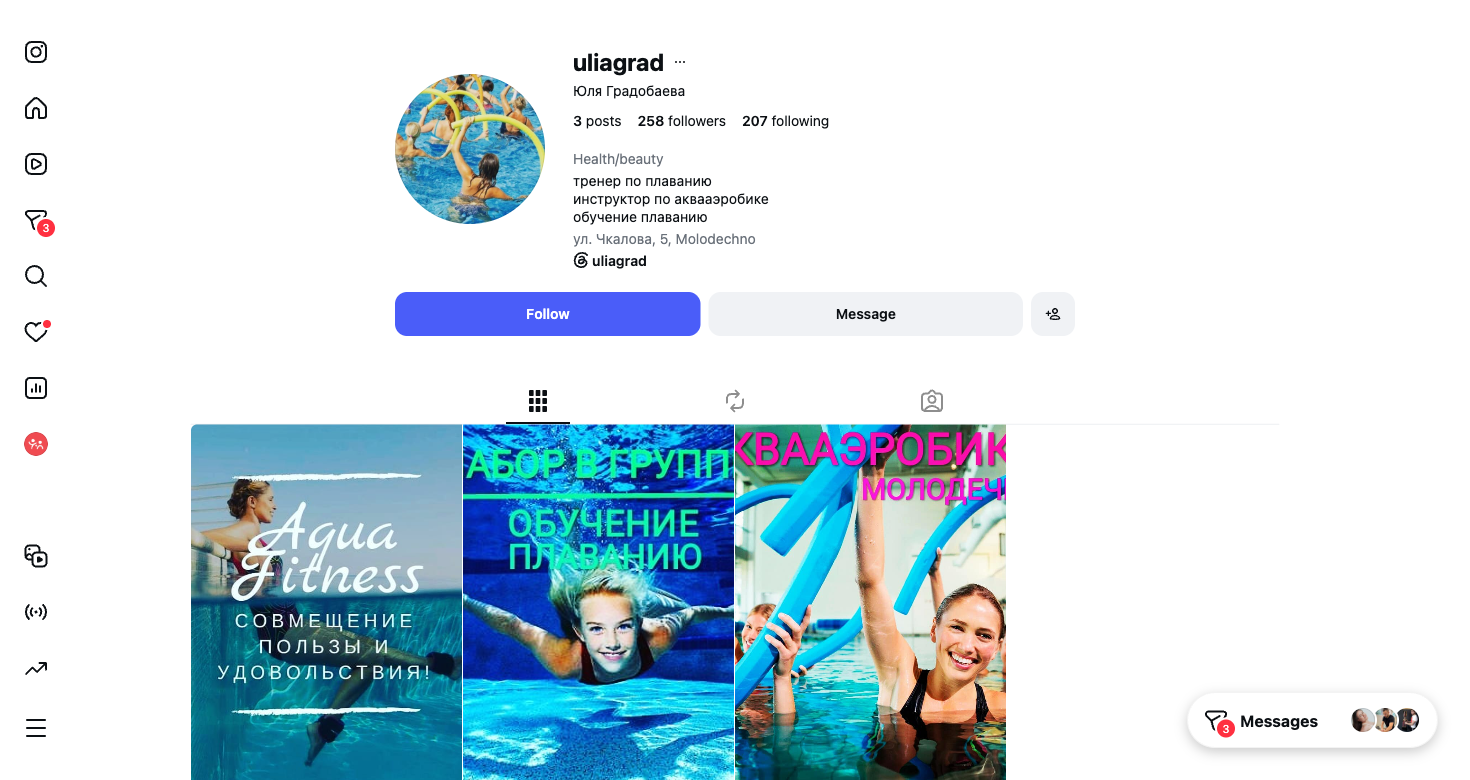 uliagrad ...
Юля Градобаева
3 posts 258 followers 207 following
Health/beauty
тренер по плаванию
инструктор по аквааэробике
обучение плаванию
ул. Чкалова, 5, Molodechno
uliagrad
Follow Message
3
Aqua
Fitness
СОВМЕЩЕНИЕ
ПОЛЬЗЫ И
УДОВОЛЬСТВИЯ!
АБОР В ГРУПП
ОБУЧЕНИЕ
ПЛАВАНИЮ
КВААЭРОБИК
МОЛОДЕЧ
3 Messages